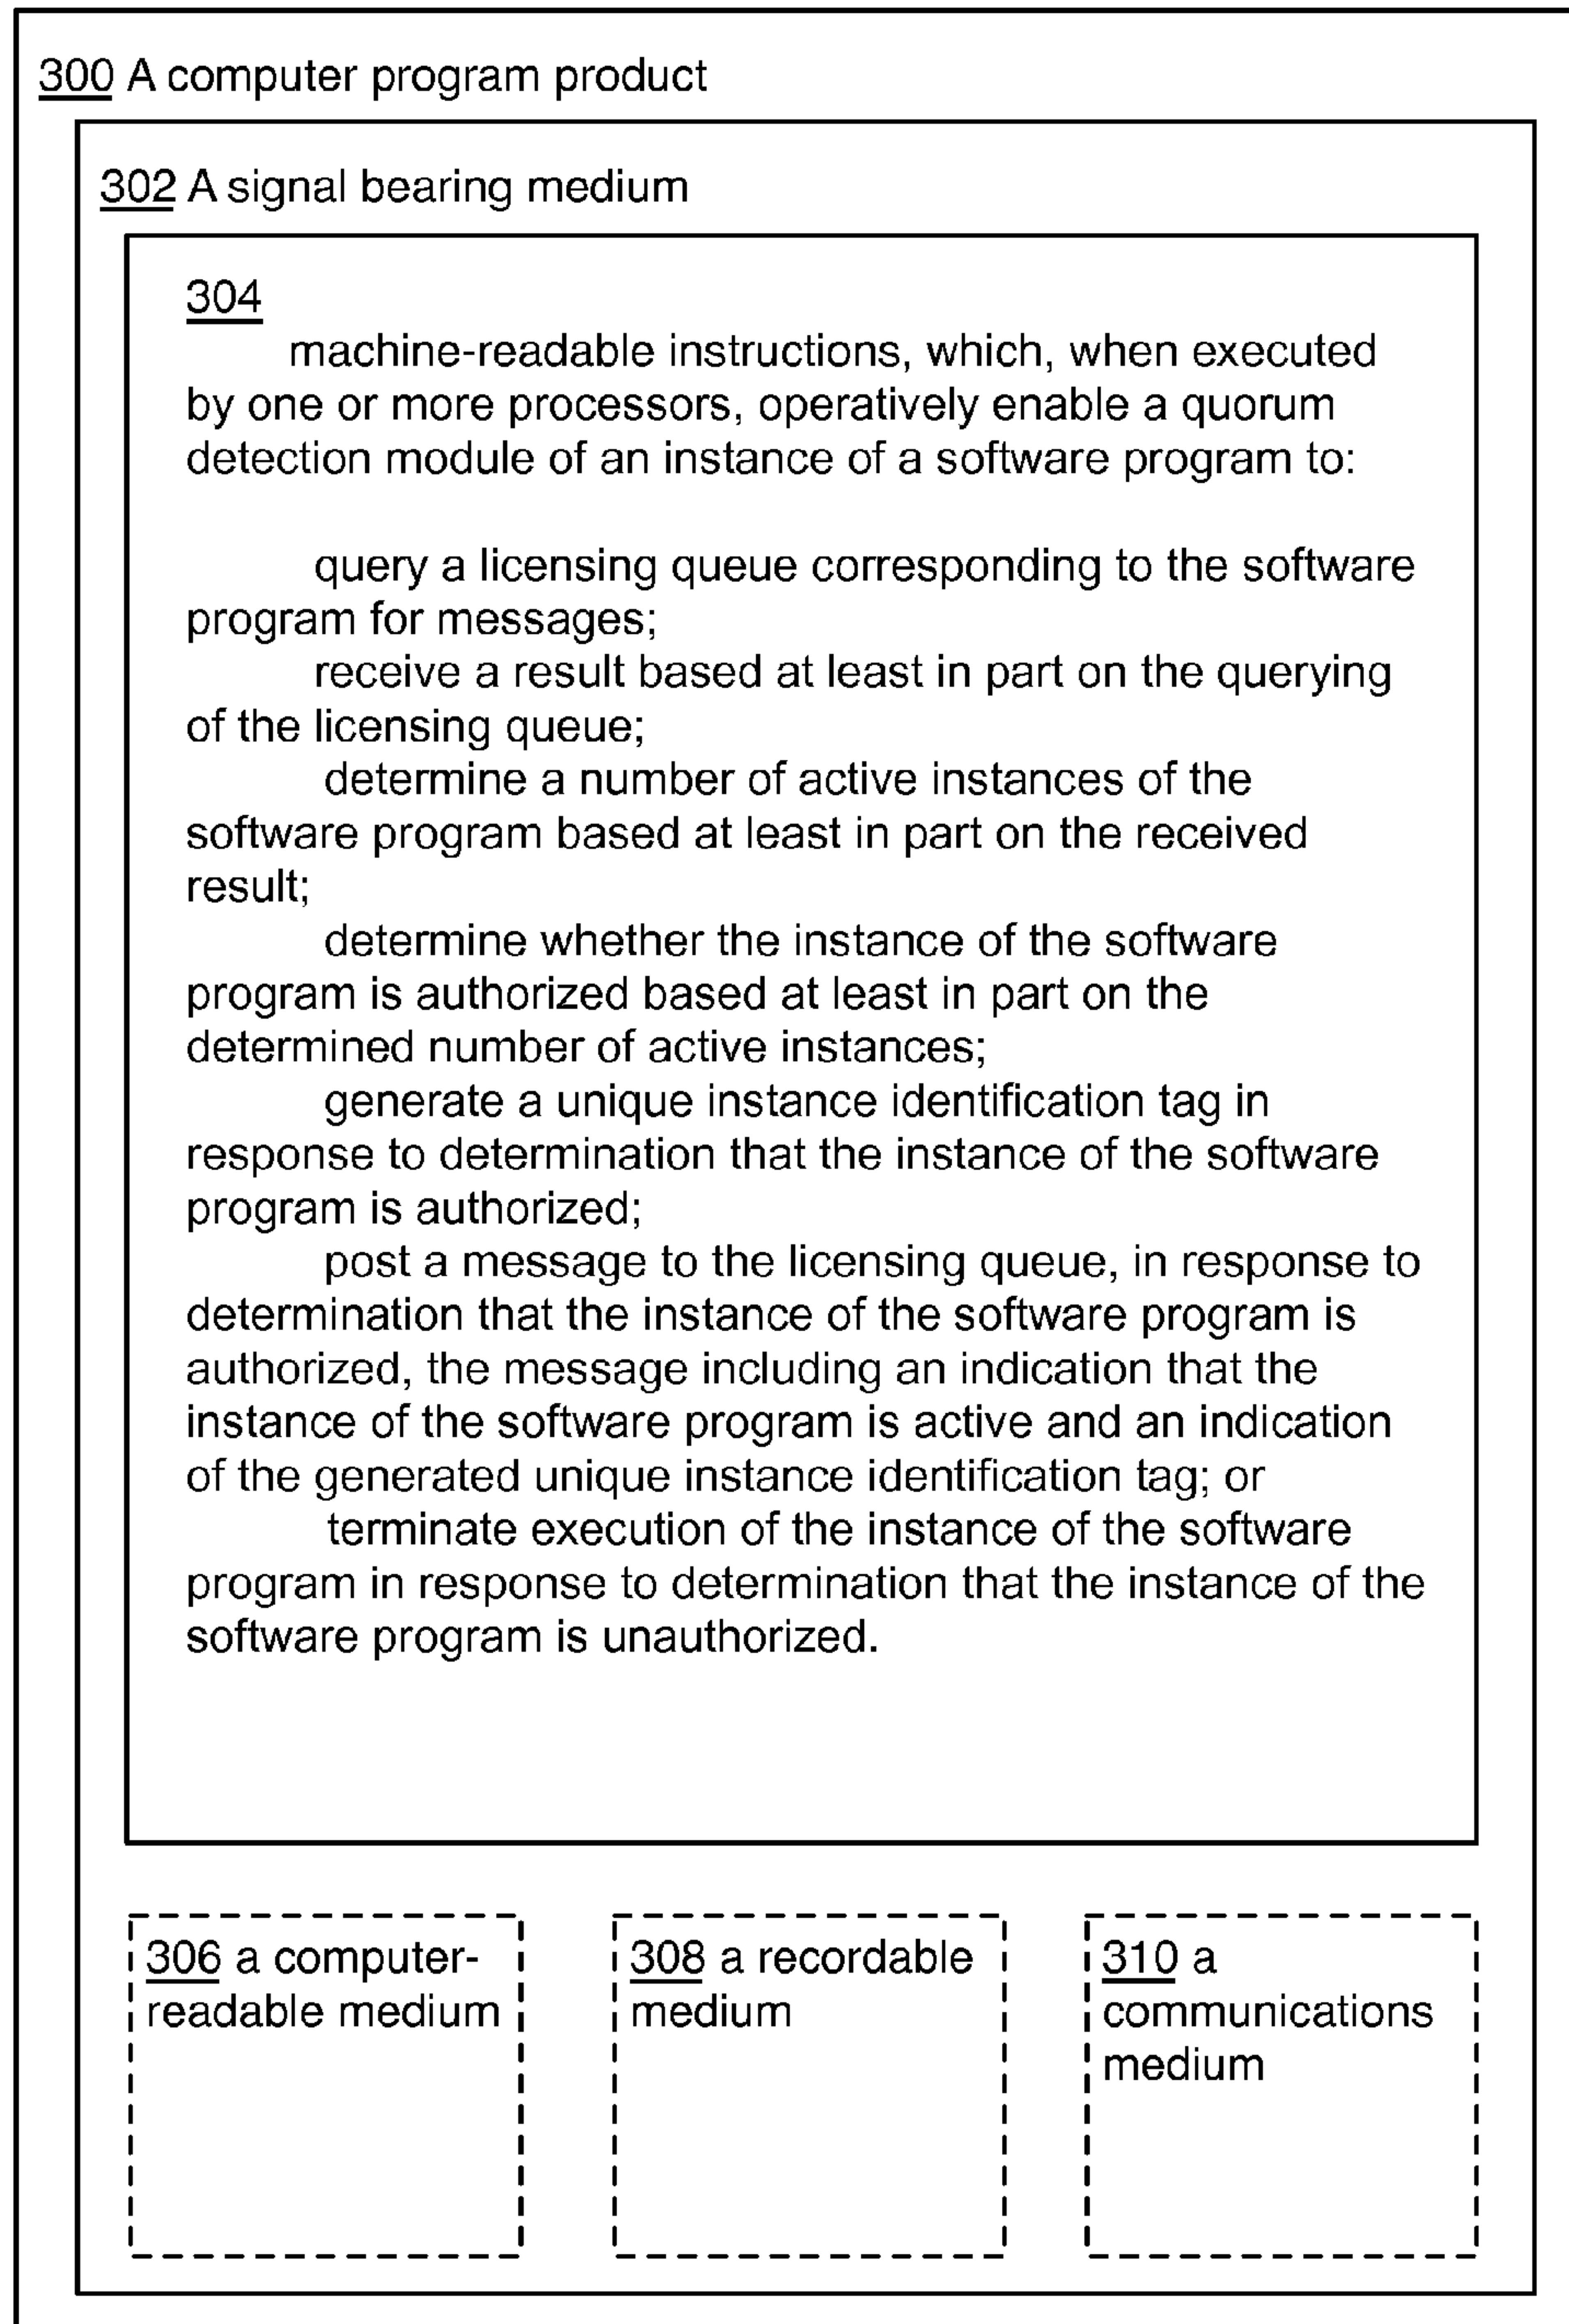 300 A computer program product
302 A signal bearing medium
304
machine-readable instructions, which, when executed
by one or more processors, operatively enable a quorum
detection module of an instance of a software program to:
query a licensing queue corresponding to the software
program for messages;
receive a result based at least in part on the querying
of the licensing queue;
determine a number of active instances of the
software program based at least in part on the received
result;
determine whether the instance of the software
program is authorized based at least in part on the
determined number of active instances;
generate a unique instance identification tag in
response to determination that the instance of the software
program is authorized;
post a message to the licensing queue, in response to
determination that the instance of the software program is
authorized, the message including an indication that the
instance of the software program is active and an indication
of the generated unique instance identification tag; or
terminate execution of the instance of the software
program in response to determination that the instance of the
software program is unauthorized.
306 a computer-
readable medium
308 a recordable
medium
310 a
communications
medium